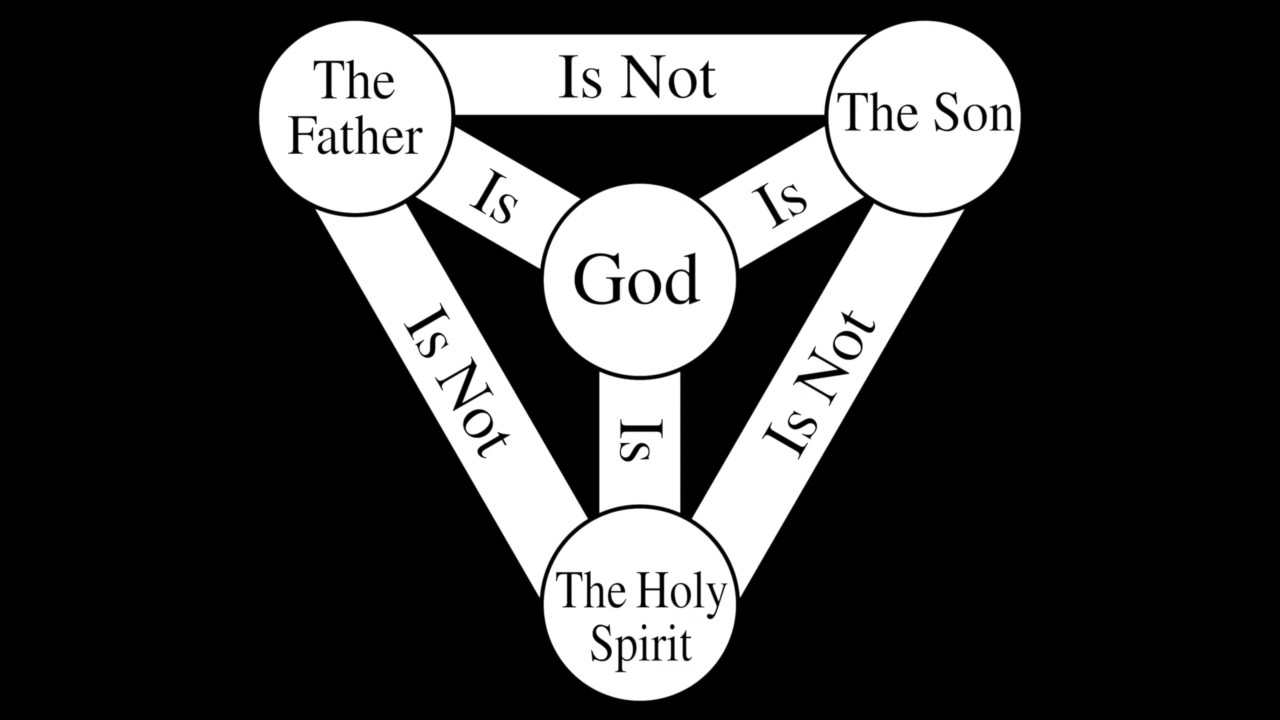 The
Father
Is Not
The Son
Is
Is
God
Is Not
Is Not
Is
The Holy
Spirit